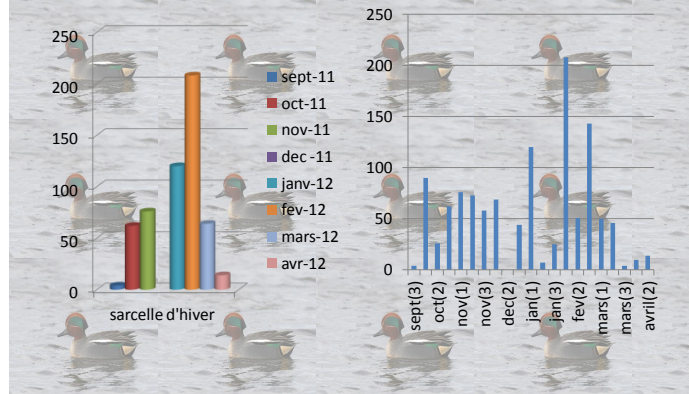 250
200
150
100
50
0
sarcelle d'hiver
sept-11
oct-11
nov-11
dec -11
janv-12
fev-12
mars-12
avr-12
250
200
150
100
50
0
sept(3)
oct(2)
nov(1)
nov(3)
dec(2)
jan(1)
jan(3)
fev(2)
mars(1)
mars(3)
avril(2)